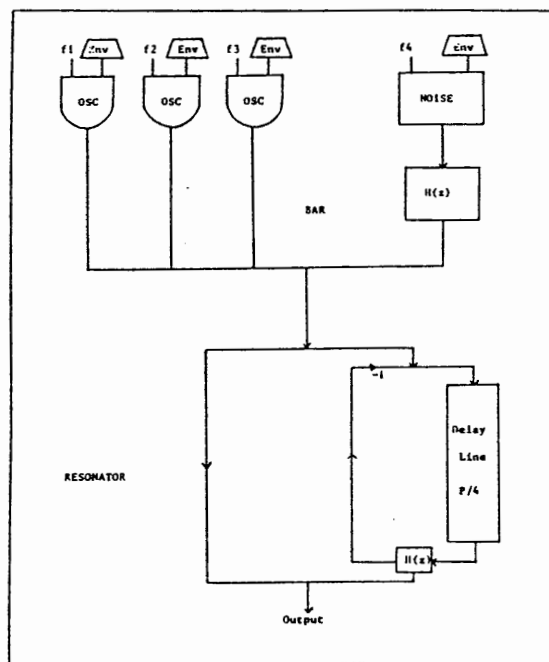 f1 Env f2 Env f3 Env f4 Env
OSC OSC OSC NOISE
H(z)
BAR
-1
Delay
Line
P/4
RESONATOR
H(z)
Output